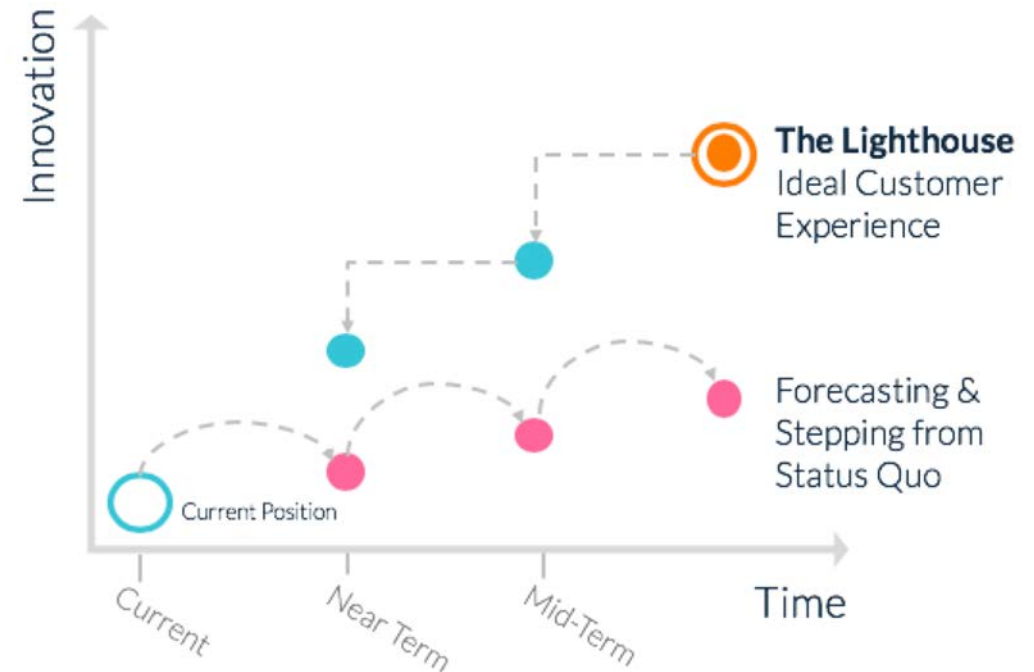 Innovation
The Lighthouse
Ideal Customer
Experience
Forecasting &
Stepping from
Status Quo
Current Position
Current
Near Term
Mid-Term
Time